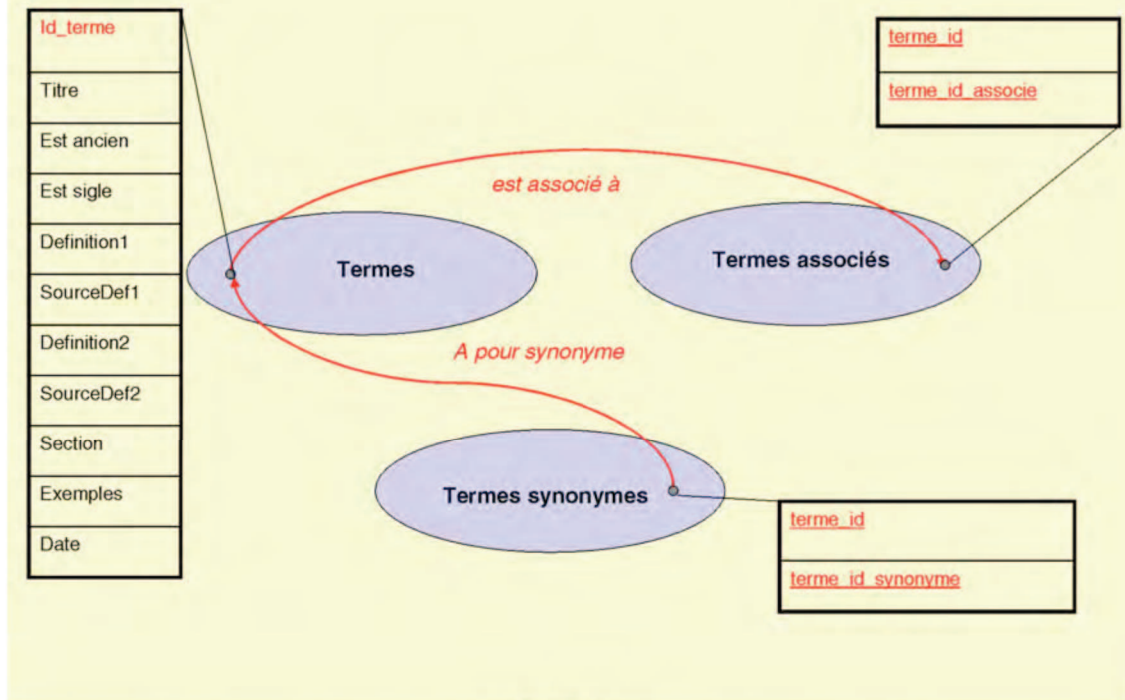 Id_terme
Titre
Est ancien
Est sigle
Definition1
SourceDef1
Definition2
SourceDef2
Section
Exemples
Date
terme_id
terme_id_associe
est associé à
Termes
Termes associés
A pour synonyme
Termes synonymes
terme_id
terme_id_synonyme